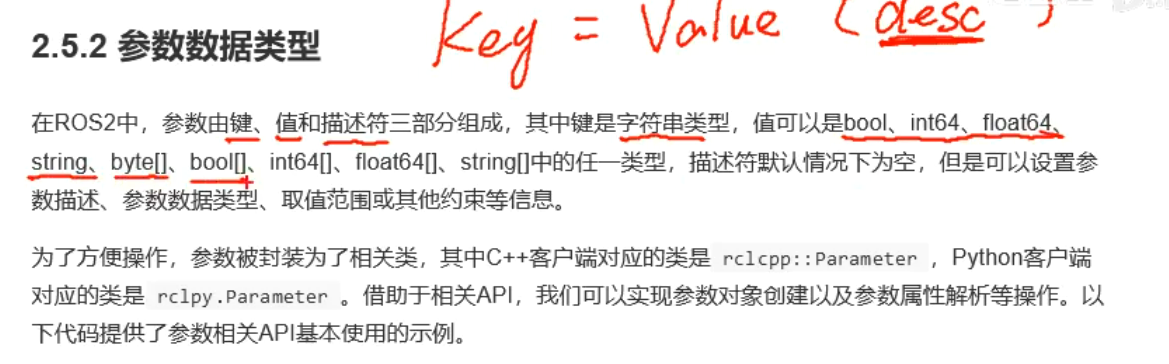 Key = Value (desc)
2.5.2 参数数据类型
在ROS2中，参数由键、值和描述符三部分组成，其中键是字符串类型，值可以是bool、int64、float64、
string、byte[]、bool[]、int64[]、float64[]、string[]中的任一类型，描述符默认情况下为空，但是可以设置参
数描述、参数数据类型、取值范围或其他约束等信息。
为了方便操作，参数被封装为了相关类，其中C++客户端对应的类是 rclcpp::Parameter ，Python客户端
对应的类是 rclpy.Parameter 。借助于相关API，我们可以实现参数对象创建以及参数属性解析等操作。以
下代码提供了参数相关API基本使用的示例。